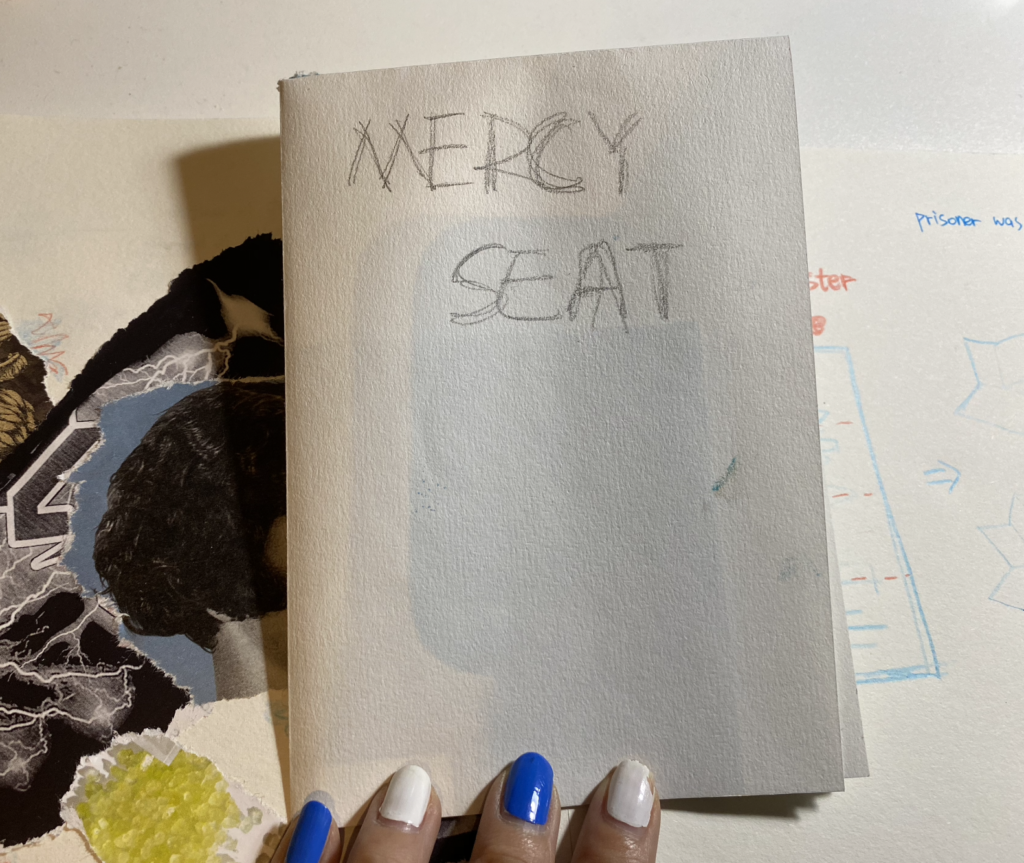 MERCY
SEAT
prisoner was
ster